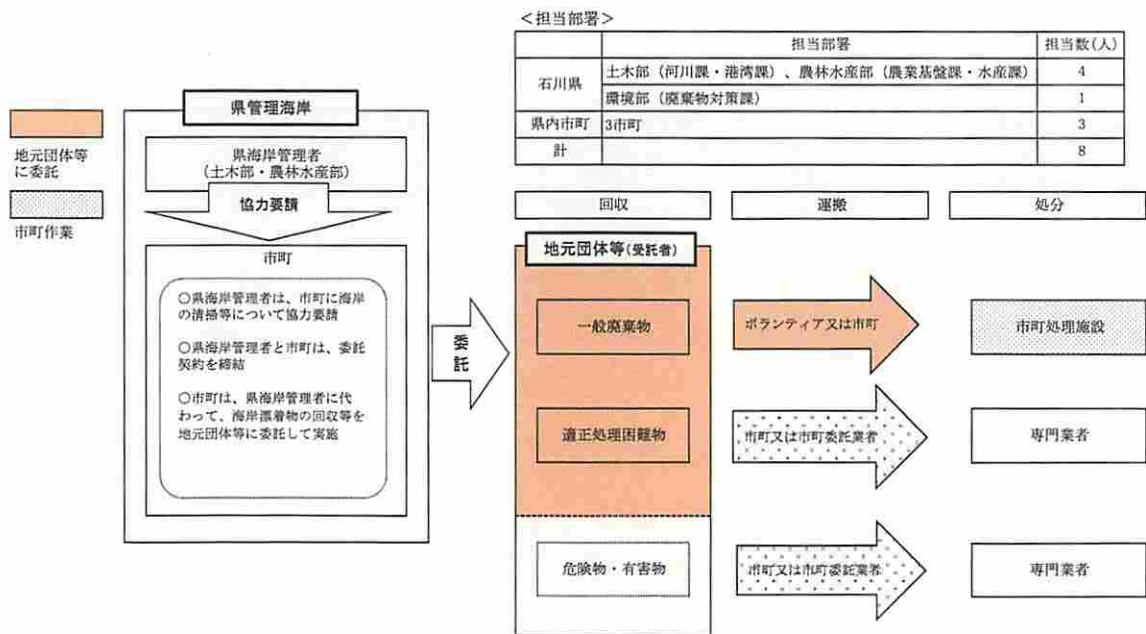 <担当部署>
担当部署 担当数(人)
石川県 土木部（河川課・港湾課）、農林水産部（農業基盤課・水産課） 4
環境部（廃棄物対策課） 1
県内市町 3市町 3
計 8
地元団体等
に委託
市町作業
県管理海岸
県海岸管理者
（土木部・農林水産部）
協力要請
市町
○県海岸管理者は、市町に海岸
の清掃等について協力要請
○県海岸管理者と市町は、委託
契約を締結
○市町は、県海岸管理者に代
わって、海岸漂着物の回収等を
地元団体等に委託して実施
委託
回収 運搬 処分
地元団体等(受託者)
一般廃棄物 ボランティア又は市町 市町処理施設
適正処理困難物 市町又は市町委託業者 専門業者
危険物・有害物 市町又は市町委託業者 専門業者